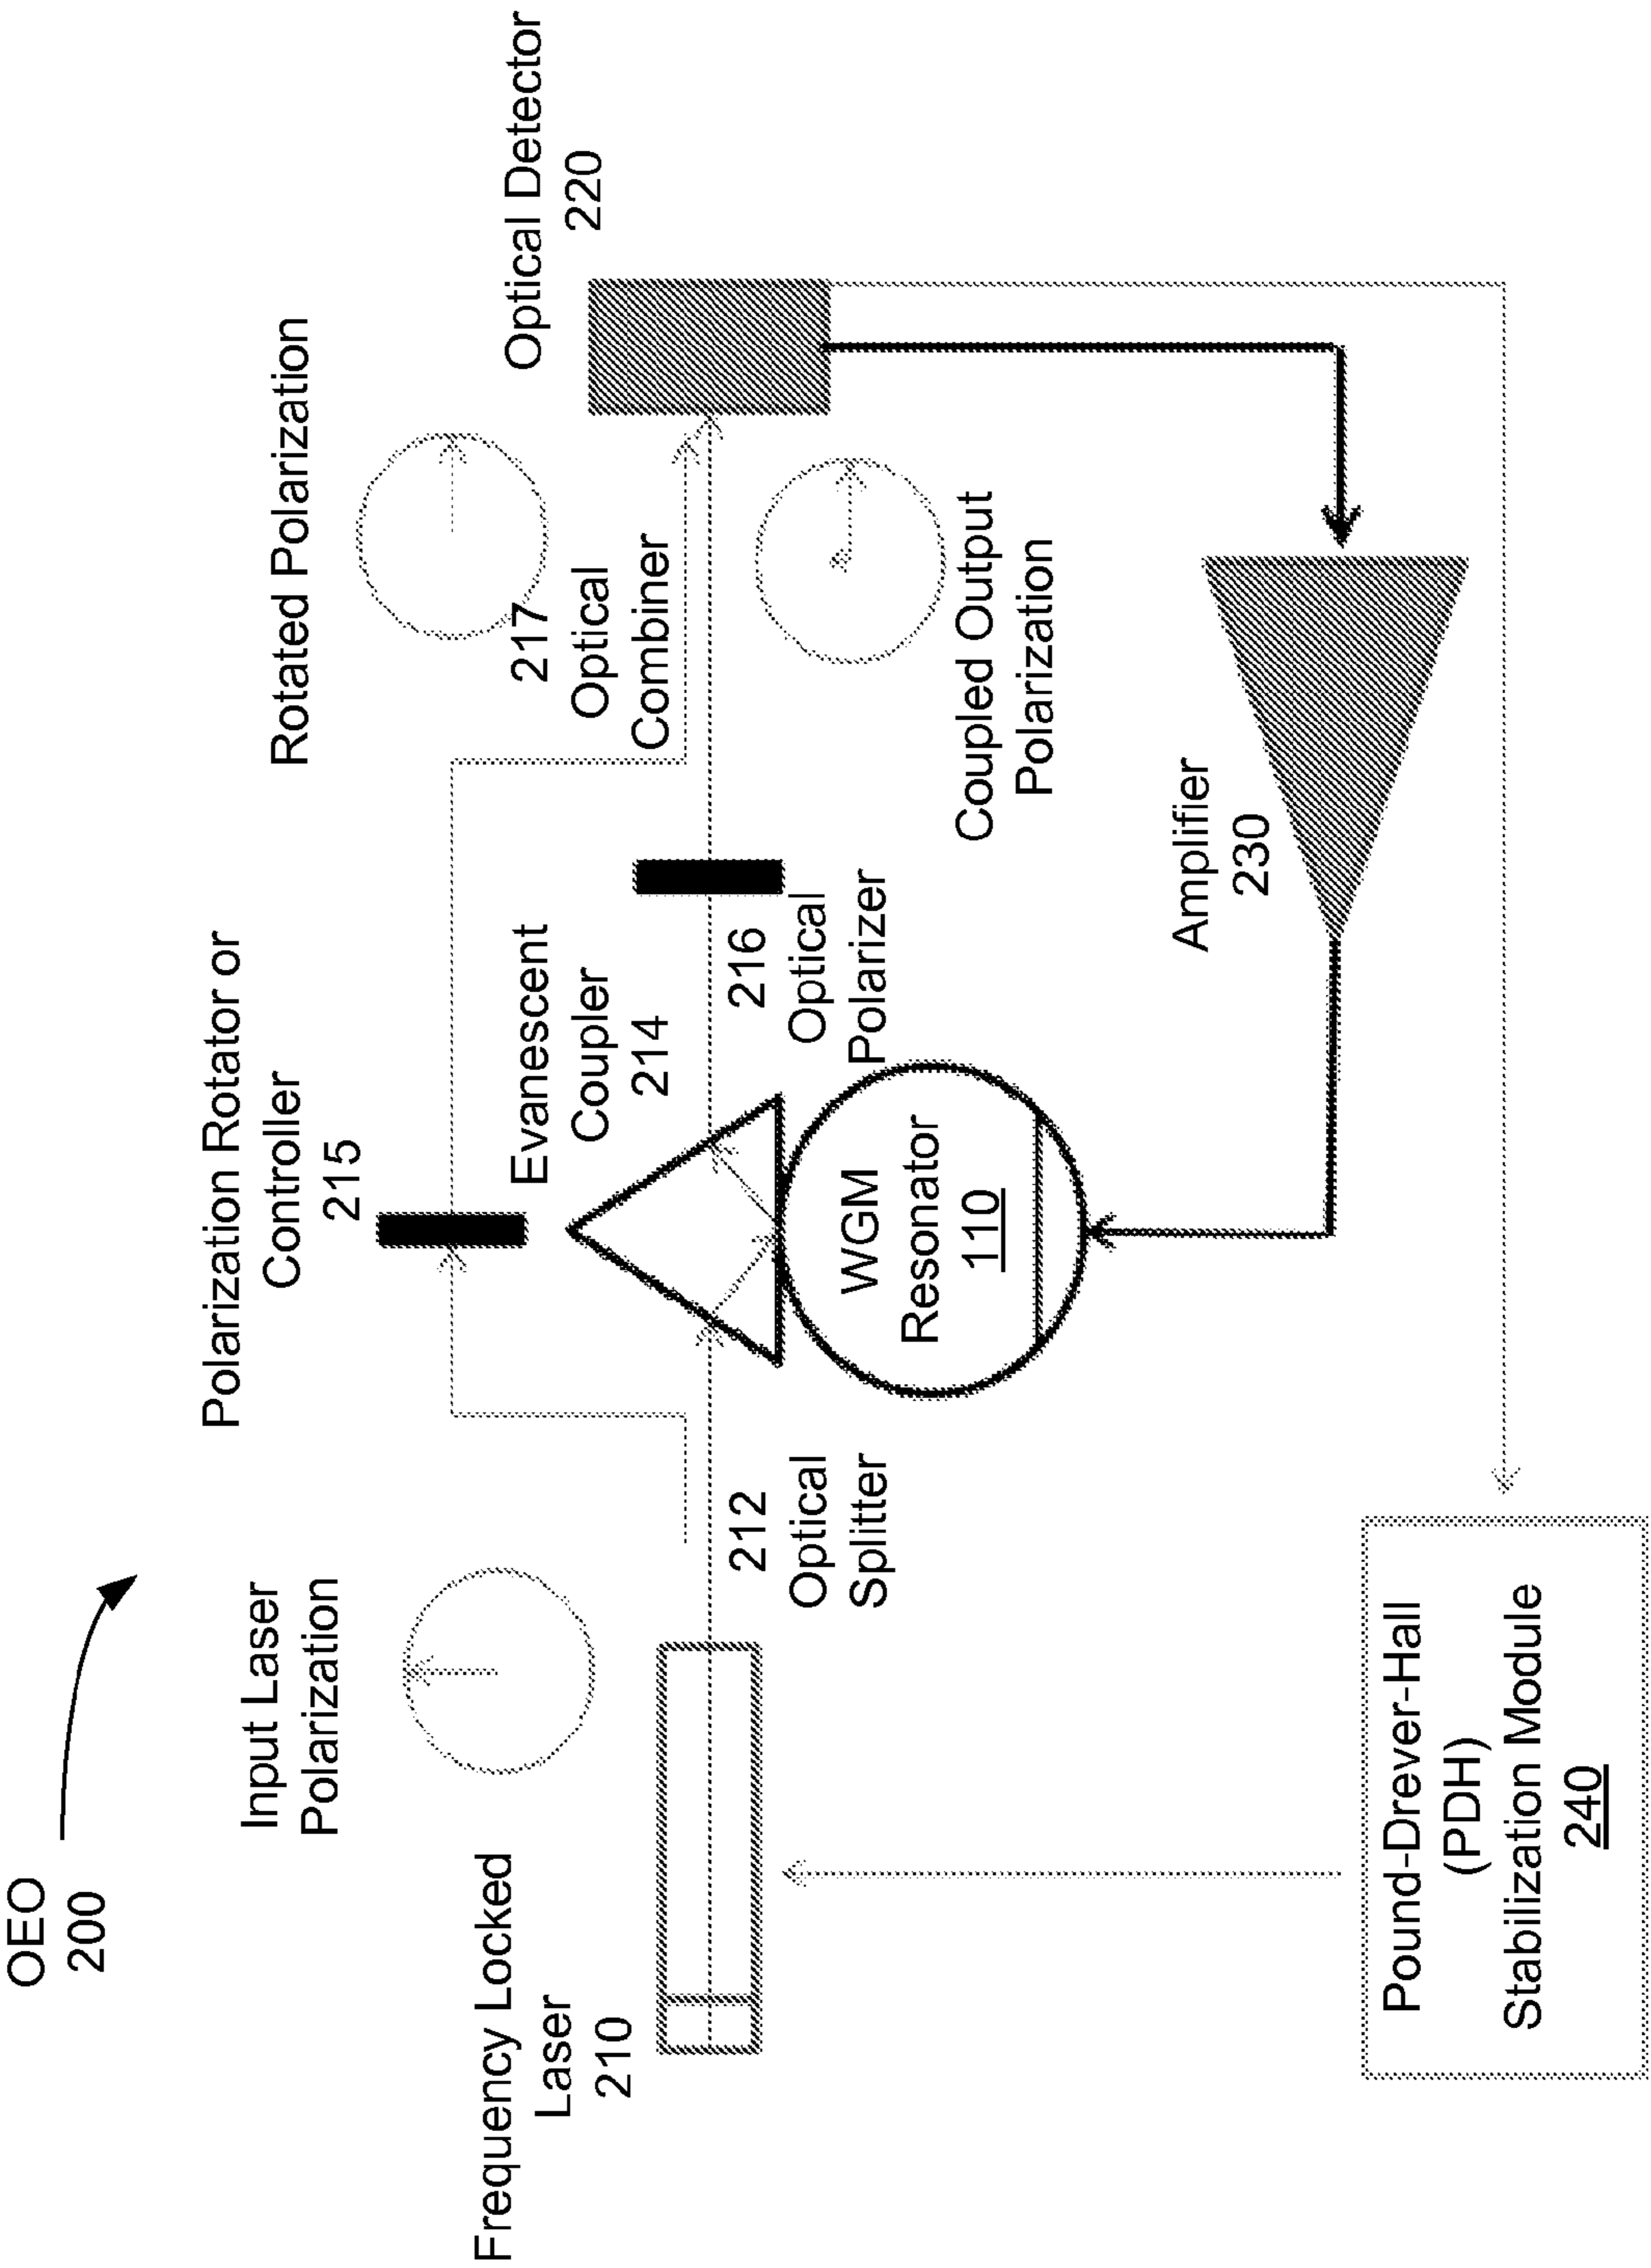 OEO
200
Input Laser
Polarization
Polarization Rotator or
Controller
215
Rotated Polarization
Frequency Locked
Laser
210
Evanescent
Coupler
214
217
Optical
Combiner
Optical Detector
220
212
Optical
Splitter
216
Optical
Polarizer
WGM
Resonator
110
Coupled Output
Polarization
Amplifier
230
Pound-Drever-Hall
(PDH)
Stabilization Module
240